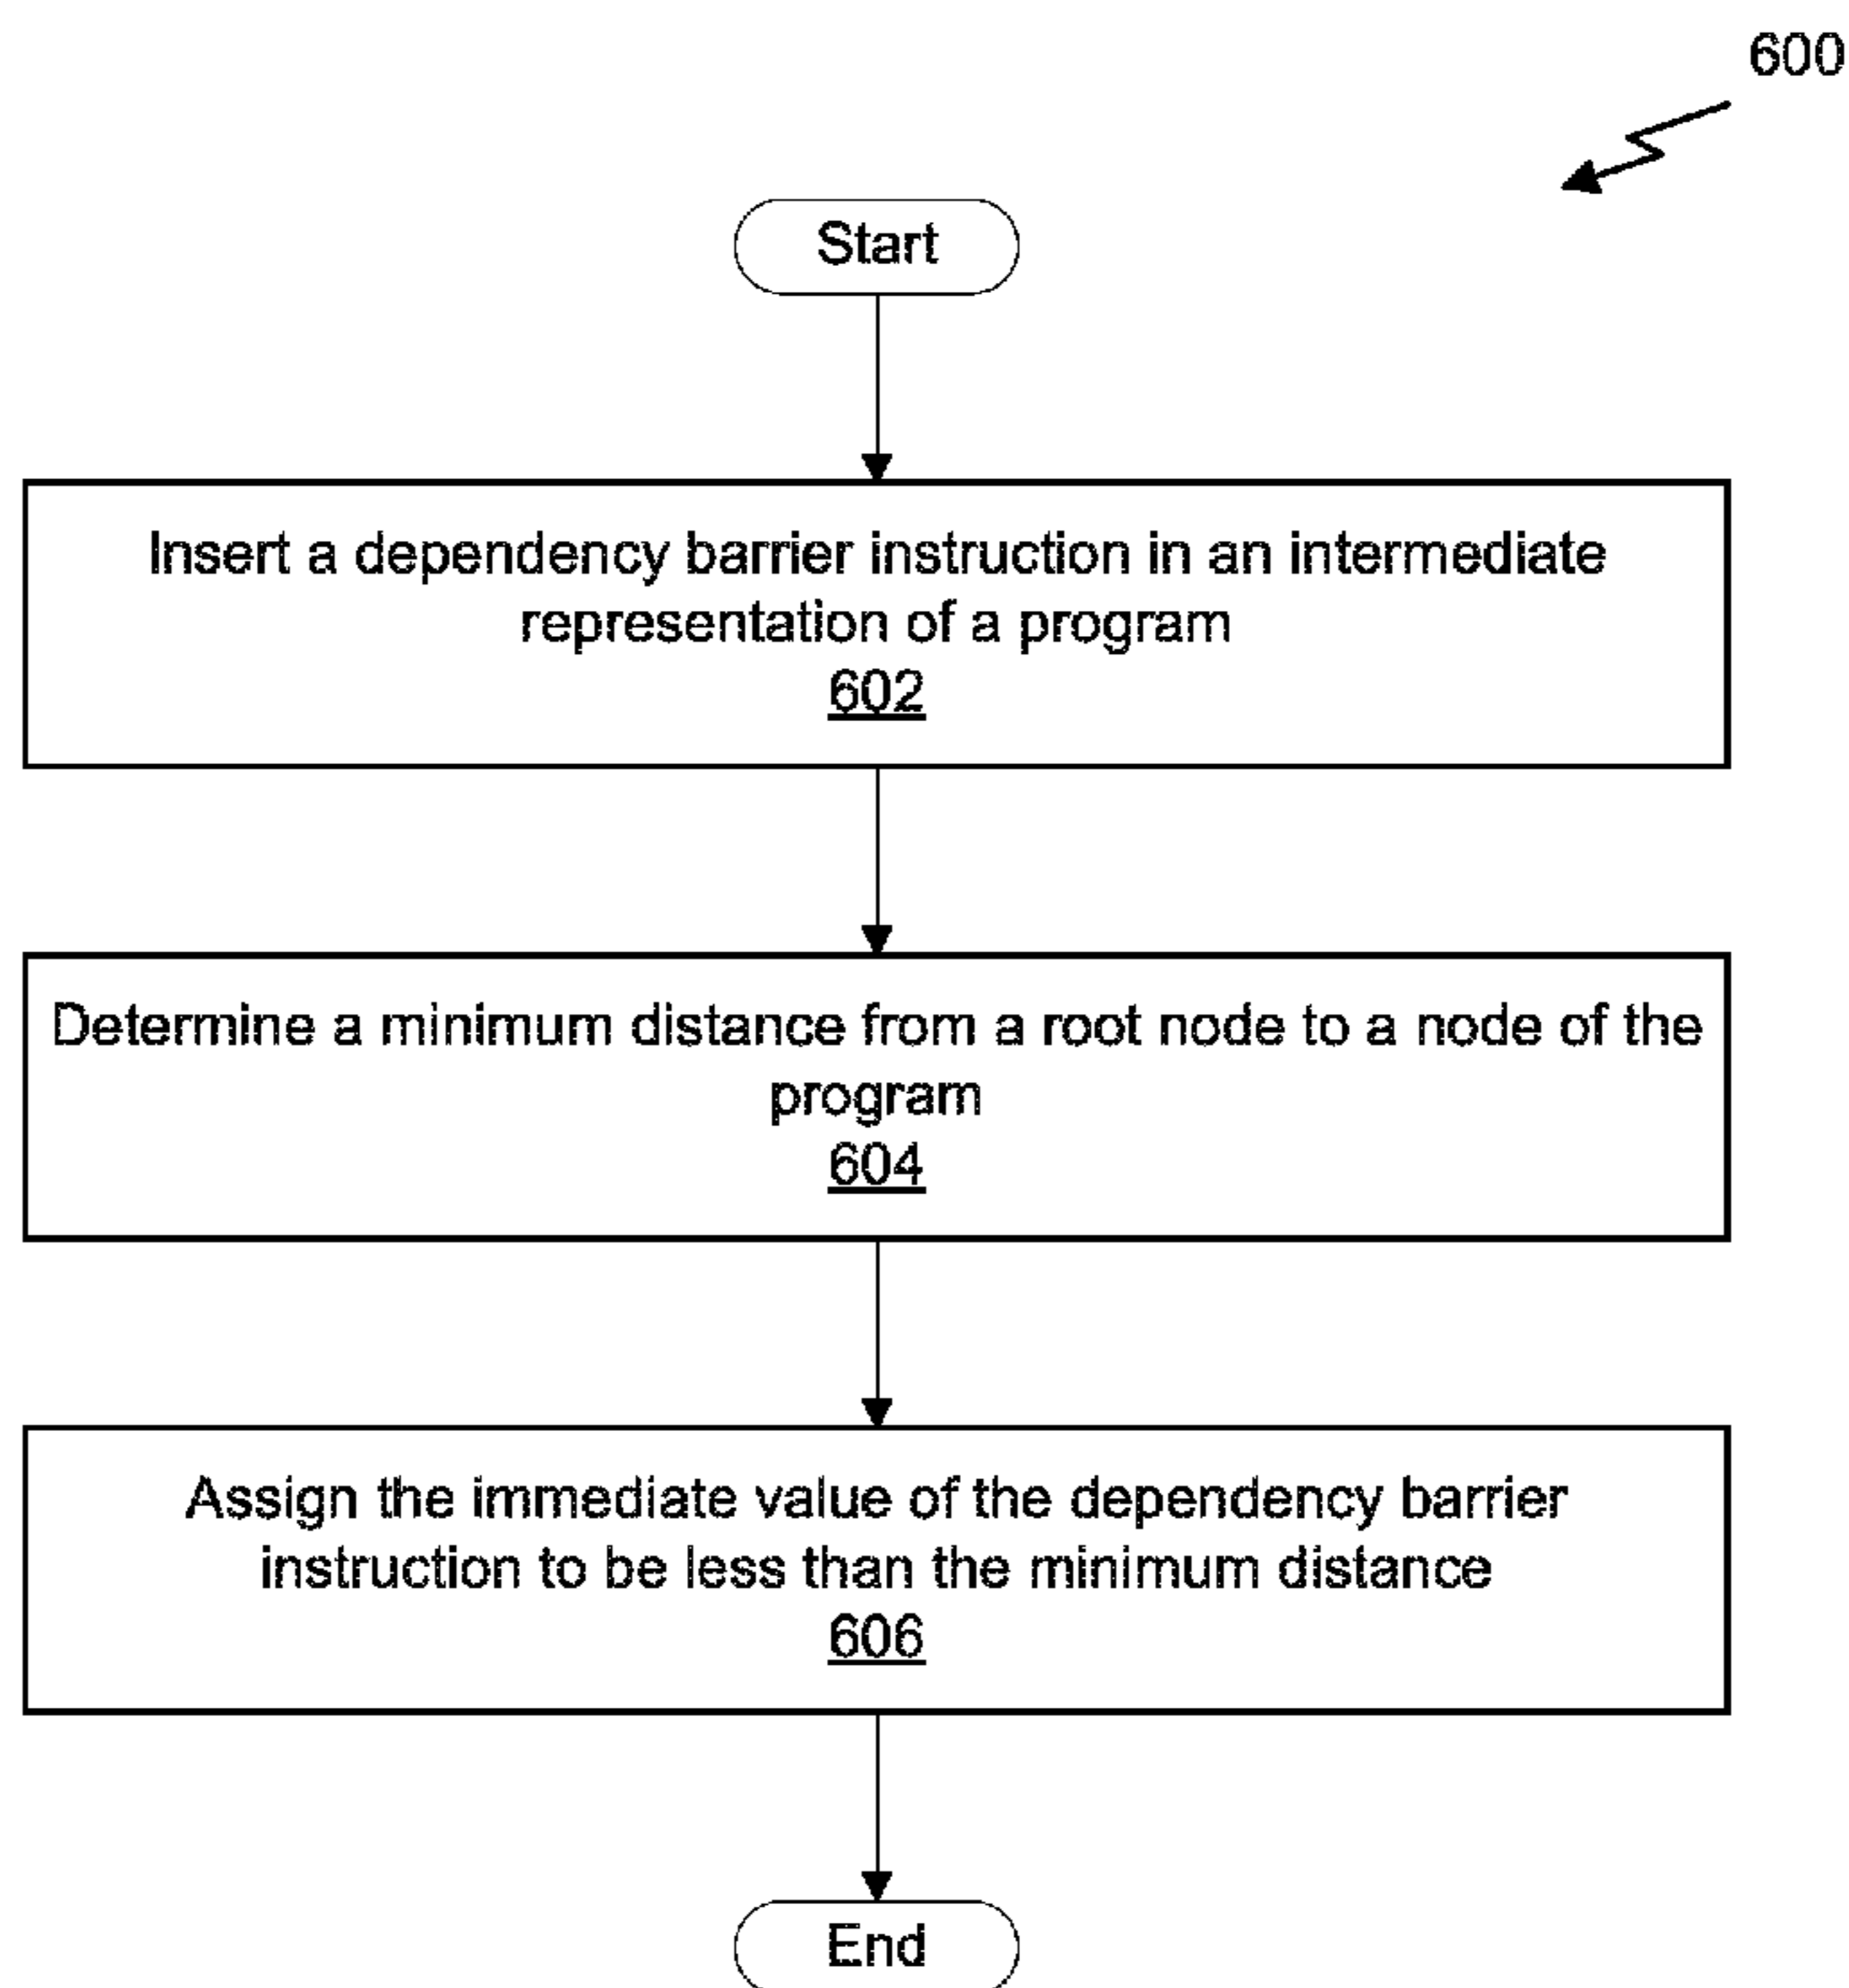 600
Start
Insert a dependency barrier instruction in an intermediate
representation of a program
602
Determine a minimum distance from a root node to a node of the
program
604
Assign the immediate value of the dependency barrier
instruction to be less than the minimum distance
606
End